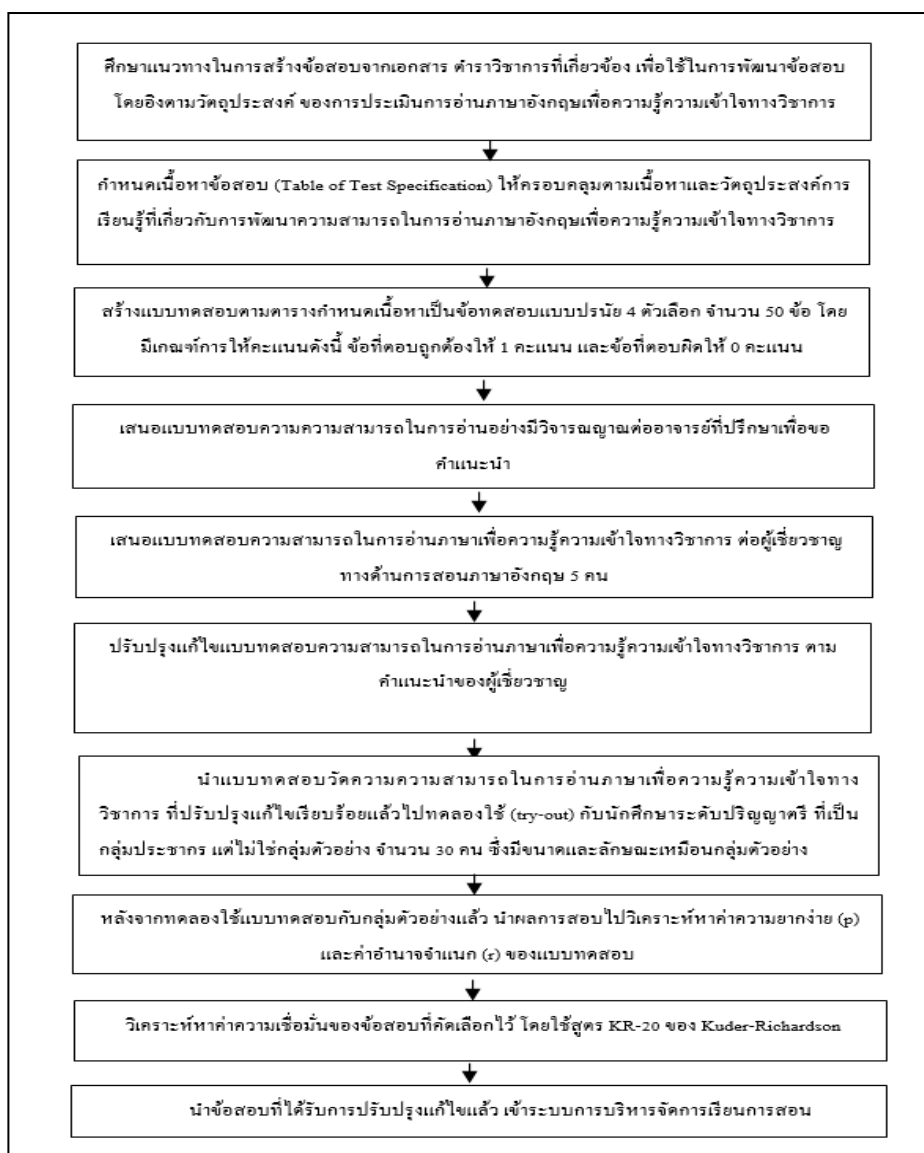 ศึกษาแนวทางในการสร้างข้อสอบจากเอกสาร ตำราวิชาการที่เกี่ยวข้อง เพื่อใช้ในการพัฒนาข้อสอบ
โดยอิงตามวัตถุประสงค์ ของการประเมินการอ่านภาษาอังกฤษเพื่อความรู้ความเข้าใจทางวิชาการ
กำหนดเนื้อหาข้อสอบ (Table of Test Specification) ให้ครอบคลุมตามเนื้อหาและวัตถุประสงค์การ
เรียนรู้ที่เกี่ยวกับการพัฒนาความสามารถในการอ่านภาษาอังกฤษเพื่อความรู้ความเข้าใจทางวิชาการ
สร้างแบบทดสอบตามตารางกำหนดเนื้อหาเป็นข้อทดสอบแบบปรนัย 4 ตัวเลือก จำนวน 50 ข้อ โดย
มีเกณฑ์การให้คะแนนดังนี้ ข้อที่ตอบถูกต้องให้ 1 คะแนน และข้อที่ตอบผิดให้ 0 คะแนน
เสนอแบบทดสอบความความสามารถในการอ่านอย่างมีวิจารณญาณต่ออาจารย์ที่ปรึกษาเพื่อขอ
คำแนะนำ
เสนอแบบทดสอบความสามารถในการอ่านภาษาเพื่อความรู้ความเข้าใจทางวิชาการ ต่อผู้เชี่ยวชาญ
ทางด้านการสอนภาษาอังกฤษ 5 คน
ปรับปรุงแก้ไขแบบทดสอบความสามารถในการอ่านภาษาเพื่อความรู้ความเข้าใจทางวิชาการ ตาม
คำแนะนำของผู้เชี่ยวชาญ
นำแบบทดสอบวัดความความสามารถในการอ่านภาษาเพื่อความรู้ความเข้าใจทาง
วิชาการ ที่ปรับปรุงแก้ไขเรียบร้อยแล้วไปทดลองใช้ (try-out) กับนักศึกษาระดับปริญญาตรี ที่เป็น
กลุ่มประชากร แต่ไม่ใช่กลุ่มตัวอย่าง จำนวน 30 คน ซึ่งมีขนาดและลักษณะเหมือนกลุ่มตัวอย่าง
หลังจากทดลองใช้แบบทดสอบกับกลุ่มตัวอย่างแล้ว นำผลการสอบไปวิเคราะห์หาค่าความยากง่าย (p)
และค่าอำนาจจำแนก (r) ของแบบทดสอบ
วิเคราะห์หาค่าความเชื่อมั่นของข้อสอบที่คัดเลือกไว้ โดยใช้สูตร KR-20 ของ Kuder-Richardson
นำข้อสอบที่ได้รับการปรับปรุงแก้ไขแล้ว เข้าระบบการบริหารจัดการเรียนการสอน